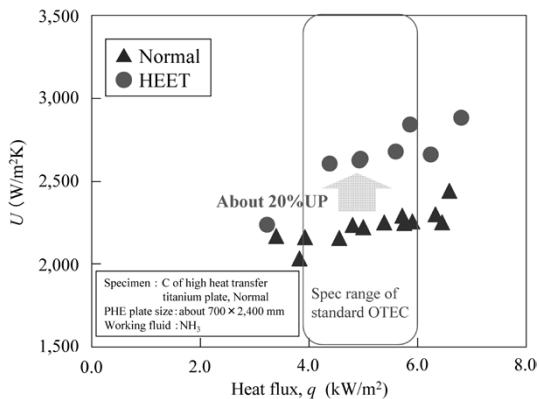 3,500
Normal
HEET
3,000
U (W/m²K)
2,500
About 20%UP
2,000
Specimen : C of high heat transfer
titanium plate, Normal
PHE plate size : about 700×2,400 mm
Working fluid : NH₃
Spec range of
standard OTEC
1,500
0.0 2.0 4.0 6.0 8.0
Heat flux, q (kW/m²)